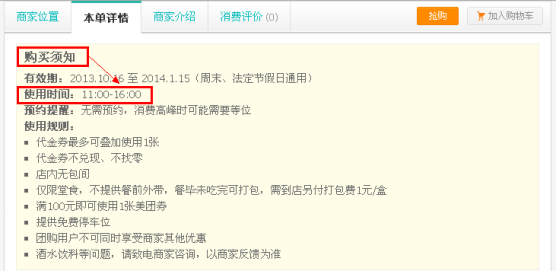 商家位置 本单详情 商家介绍 消费评价 (0) 抢购 加入购物车
购买须知
有效期：2013.10.16 至 2014.1.15（周末、法定节假日通用）
使用时间：11:00-16:00
预约提醒：无需预约，消费高峰时可能需要等位
使用规则：
代金券最多可叠加使用1张
代金券不兑现、不找零
店内无包间
仅限堂食，不提供餐前外带，餐毕未吃完可打包，需到店另付打包费1元/盒
满100元即可使用1张美团券
提供免费停车位
团购用户不可同时享受商家其他优惠
酒水饮料等问题，请致电商家咨询，以商家反馈为准